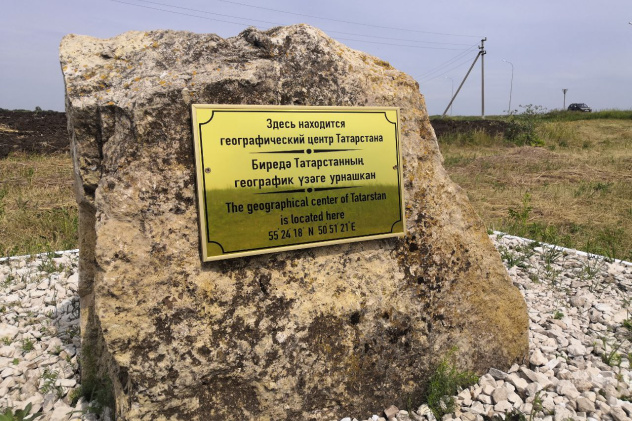 Здесь находится
географический центр Татарстана
Биредә Татарстанның
географик үзәге урнашкан
The geographical center of Tatarstan
is located here
55 24 18' N 50 51 21' E